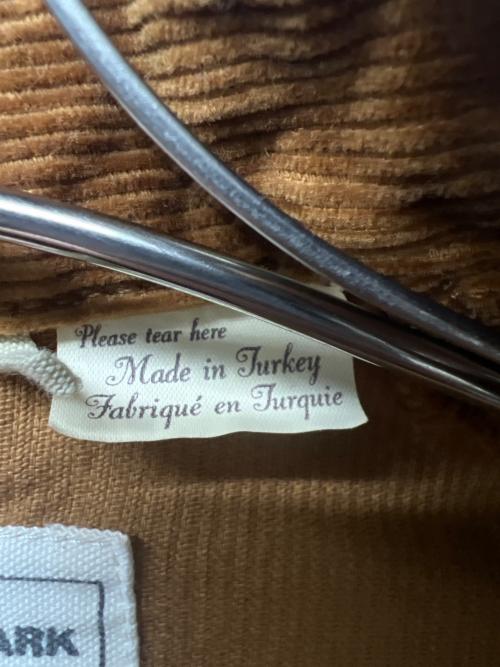 Please tear here
Made in Turkey
Fabriqué en Turquie
ARK